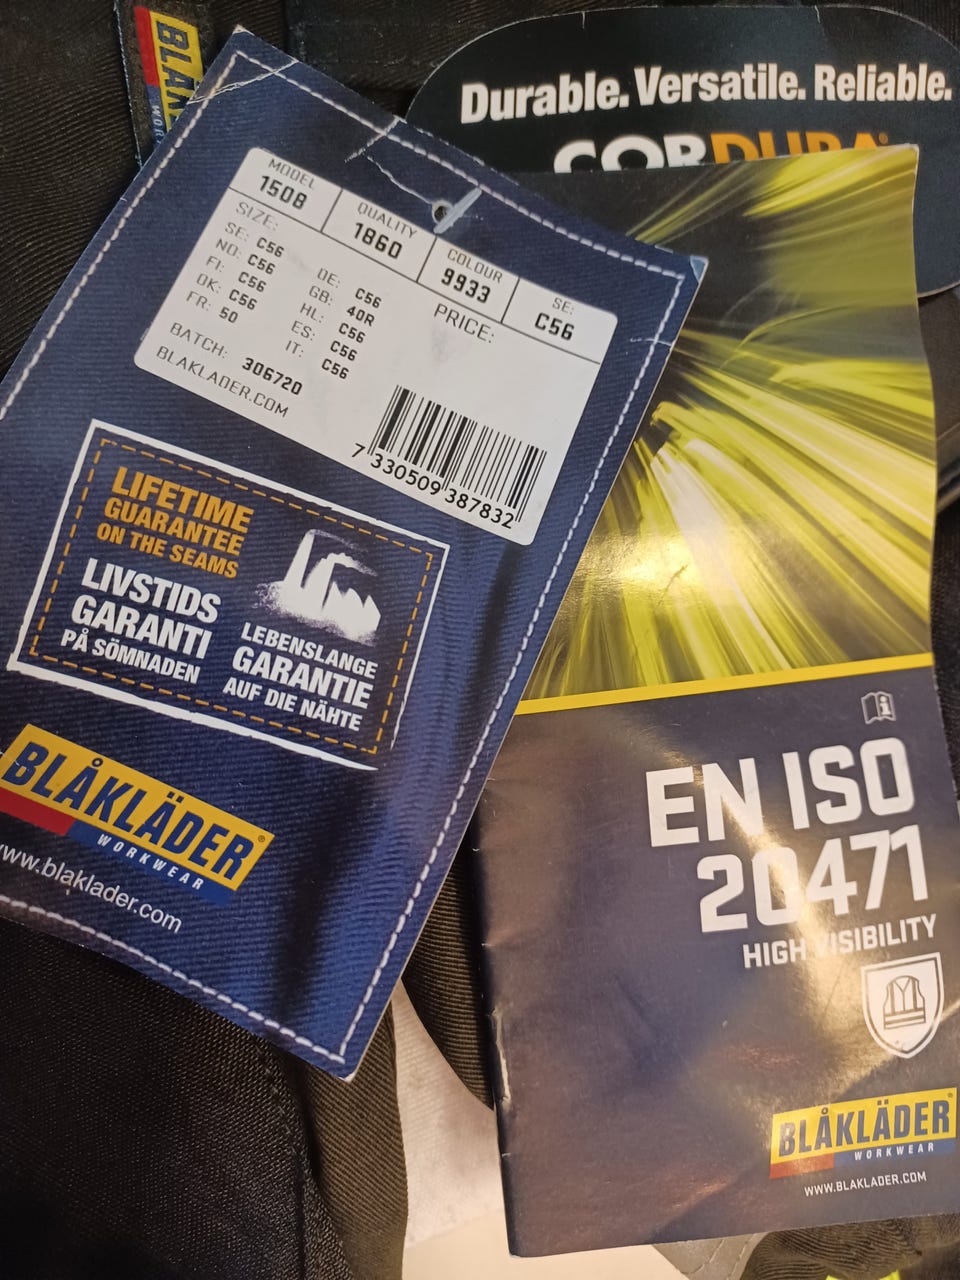 BLÅK
WOR
Durable. Versatile. Reliable.
CORDURA®
MODEL
1508
QUALITY
1860
COLOUR
9933
SE:
C56
SIZE:
SE: C56
NO: C56
FI: C56
DK: C56
FR: 50
DE: C56
GB: 40R
HL: C56
ES: C56
IT: C56
PRICE:
BATCH: 306720
BLAKLADER.COM
7 330509 387832
LIFETIME
GUARANTEE
ON THE SEAMS
LIVSTIDS
GARANTI
PÅ SÖMNADEN
LEBENSLANGE
GARANTIE
AUF DIE NÄHTE
BLÅKLÄDER®
WORKWEAR
www.blaklader.com
EN ISO
20471
HIGH VISIBILITY
BLÅKLÄDER®
WORKWEAR
WWW.BLAKLADER.COM